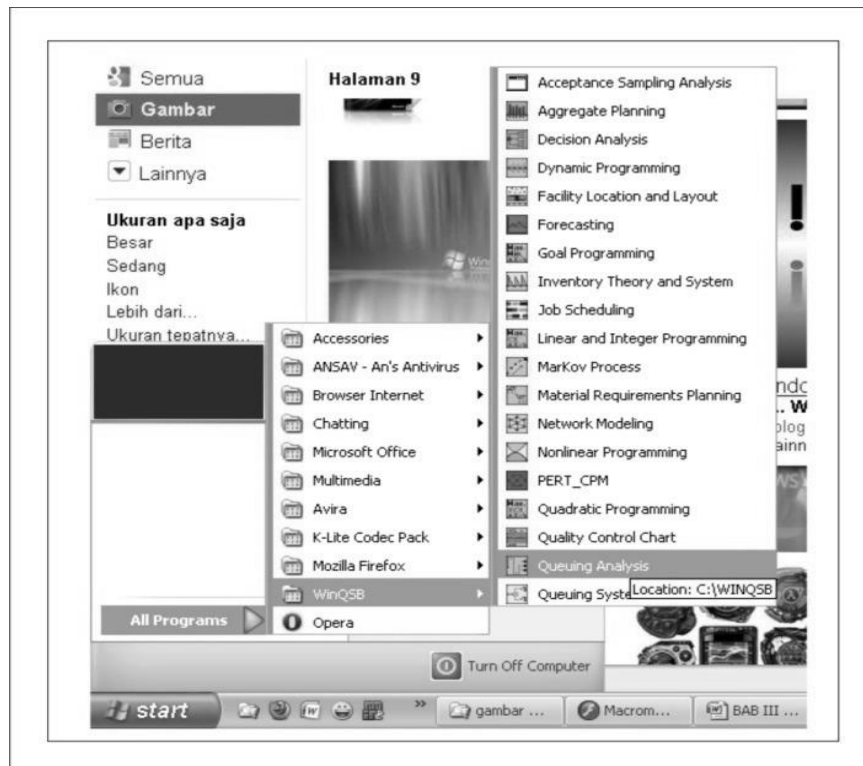 Semua
Gambar
Berita
Lainnya
Ukuran apa saja
Besar
Sedang
Ikon
Lebih dari...
Ukuran tepatnya...
Halaman 9
Accessories
ANSAV - An's Antivirus
Browser Internet
Chatting
Microsoft Office
Multimedia
Avira
K-Lite Codec Pack
Mozilla Firefox
WinQSB
Opera
Acceptance Sampling Analysis
Aggregate Planning
Decision Analysis
Dynamic Programming
Facility Location and Layout
Forecasting
Goal Programming
Inventory Theory and System
Job Scheduling
Linear and Integer Programming
MarKov Process
Material Requirements Planning
Network Modeling
Nonlinear Programming
PERT_CPM
Quadratic Programming
Quality Control Chart
Queuing Analysis
Queuing Syste
Location: C:\WINQSB
ndo
.. W
blog
ainn
All Programs
Turn Off Computer
start
gambar ...
Macrom...
BAB III ...